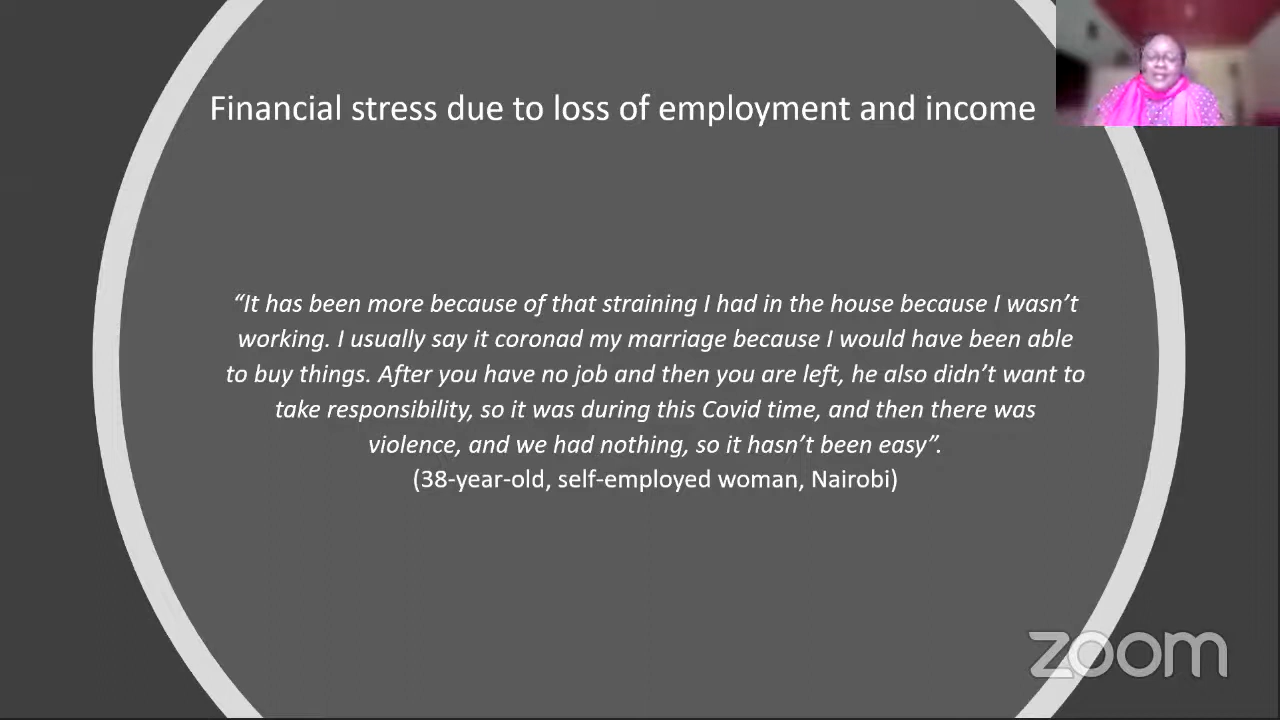 Financial stress due to loss of employment and income
“It has been more because of that straining I had in the house because I wasn’t
working. I usually say it coronad my marriage because I would have been able
to buy things. After you have no job and then you are left, he also didn’t want to
take responsibility, so it was during this Covid time, and then there was
violence, and we had nothing, so it hasn’t been easy”.
(38-year-old, self-employed woman, Nairobi)
zoom